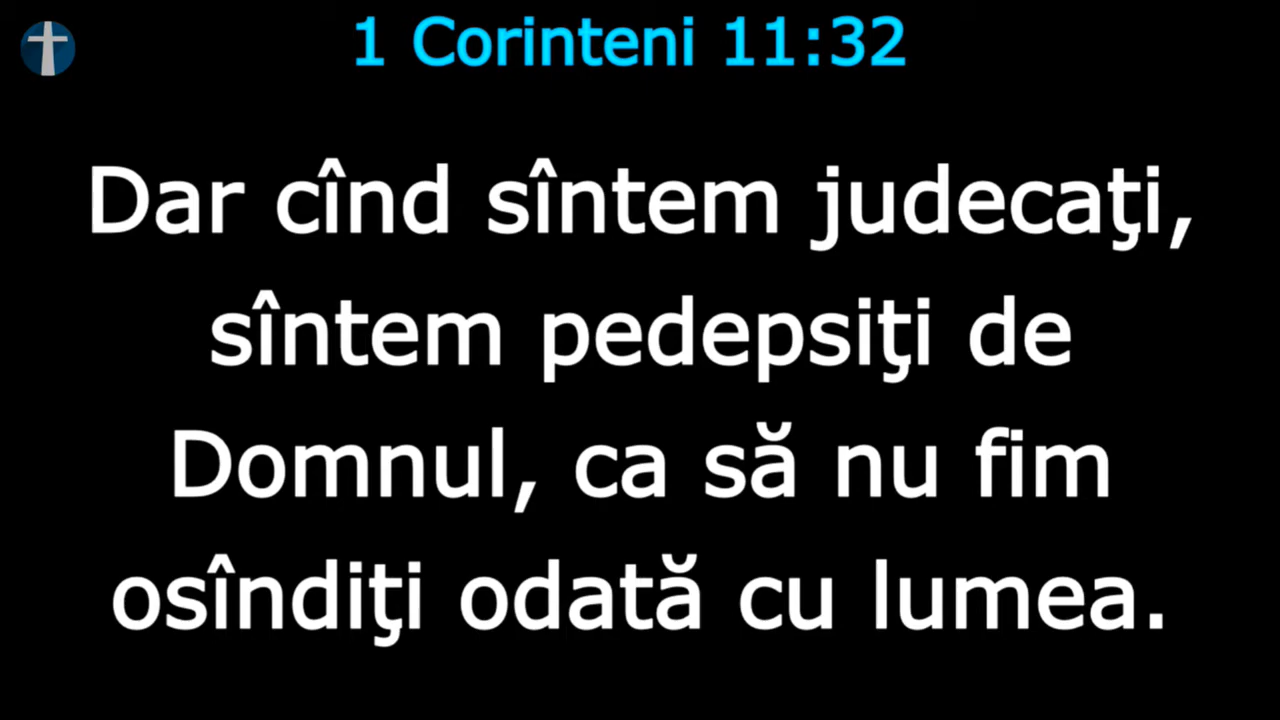 1 Corinteni 11:32
Dar cînd sîntem judecaţi,
sîntem pedepsiţi de
Domnul, ca să nu fim
osîndiţi odată cu lumea.